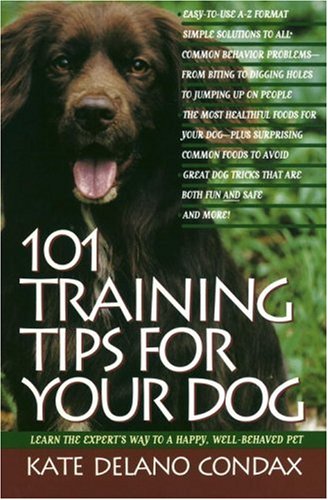 • EASY-TO-USE A-Z FORMAT
SIMPLE SOLUTIONS TO ALL•
COMMON BEHAVIOR PROBLEMS—
FROM BITING TO DIGGING HOLES
TO JUMPING UP ON PEOPLE
THE MOST HEALTHFUL FOODS FOR
YOUR DOG—PLUS SURPRISING
COMMON FOODS TO AVOID
GREAT DOG TRICKS THAT ARE
BOTH FUN AND SAFE
AND MORE!
101
TRAINING
TIPS FOR
YOUR DOG
LEARN THE EXPERT'S WAY TO A HAPPY, WELL-BEHAVED PET
KATE DELANO CONDAX